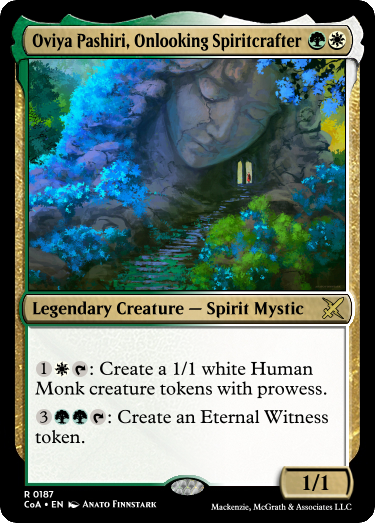 Oviya Pashiri, Onlooking Spiritcrafter
Legendary Creature — Spirit Mystic
1: Create a 1/1 white Human
Monk creature tokens with prowess.
3: Create an Eternal Witness
token.
1/1
R 0187
CoA • EN Anato Finnstark
Mackenzie, McGrath & Associates LLC